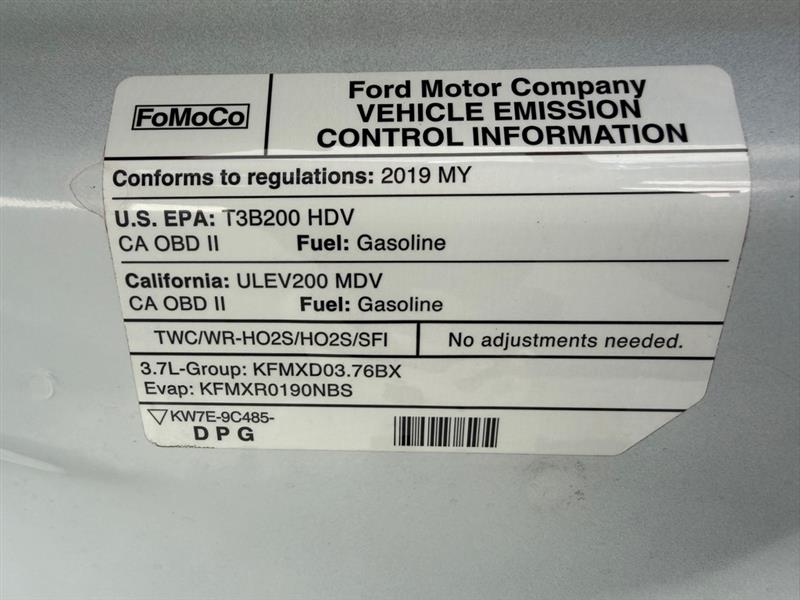 FoMoCo
Ford Motor Company
VEHICLE EMISSION
CONTROL INFORMATION
Conforms to regulations: 2019 MY
U.S. EPA: T3B200 HDV
CA OBD II Fuel: Gasoline
California: ULEV200 MDV
CA OBD II Fuel: Gasoline
TWC/WR-HO2S/HO2S/SFI
No adjustments needed.
3.7L-Group: KFMXD03.76BX
Evap: KFMXR0190NBS
KW7E-9C485-
D P G